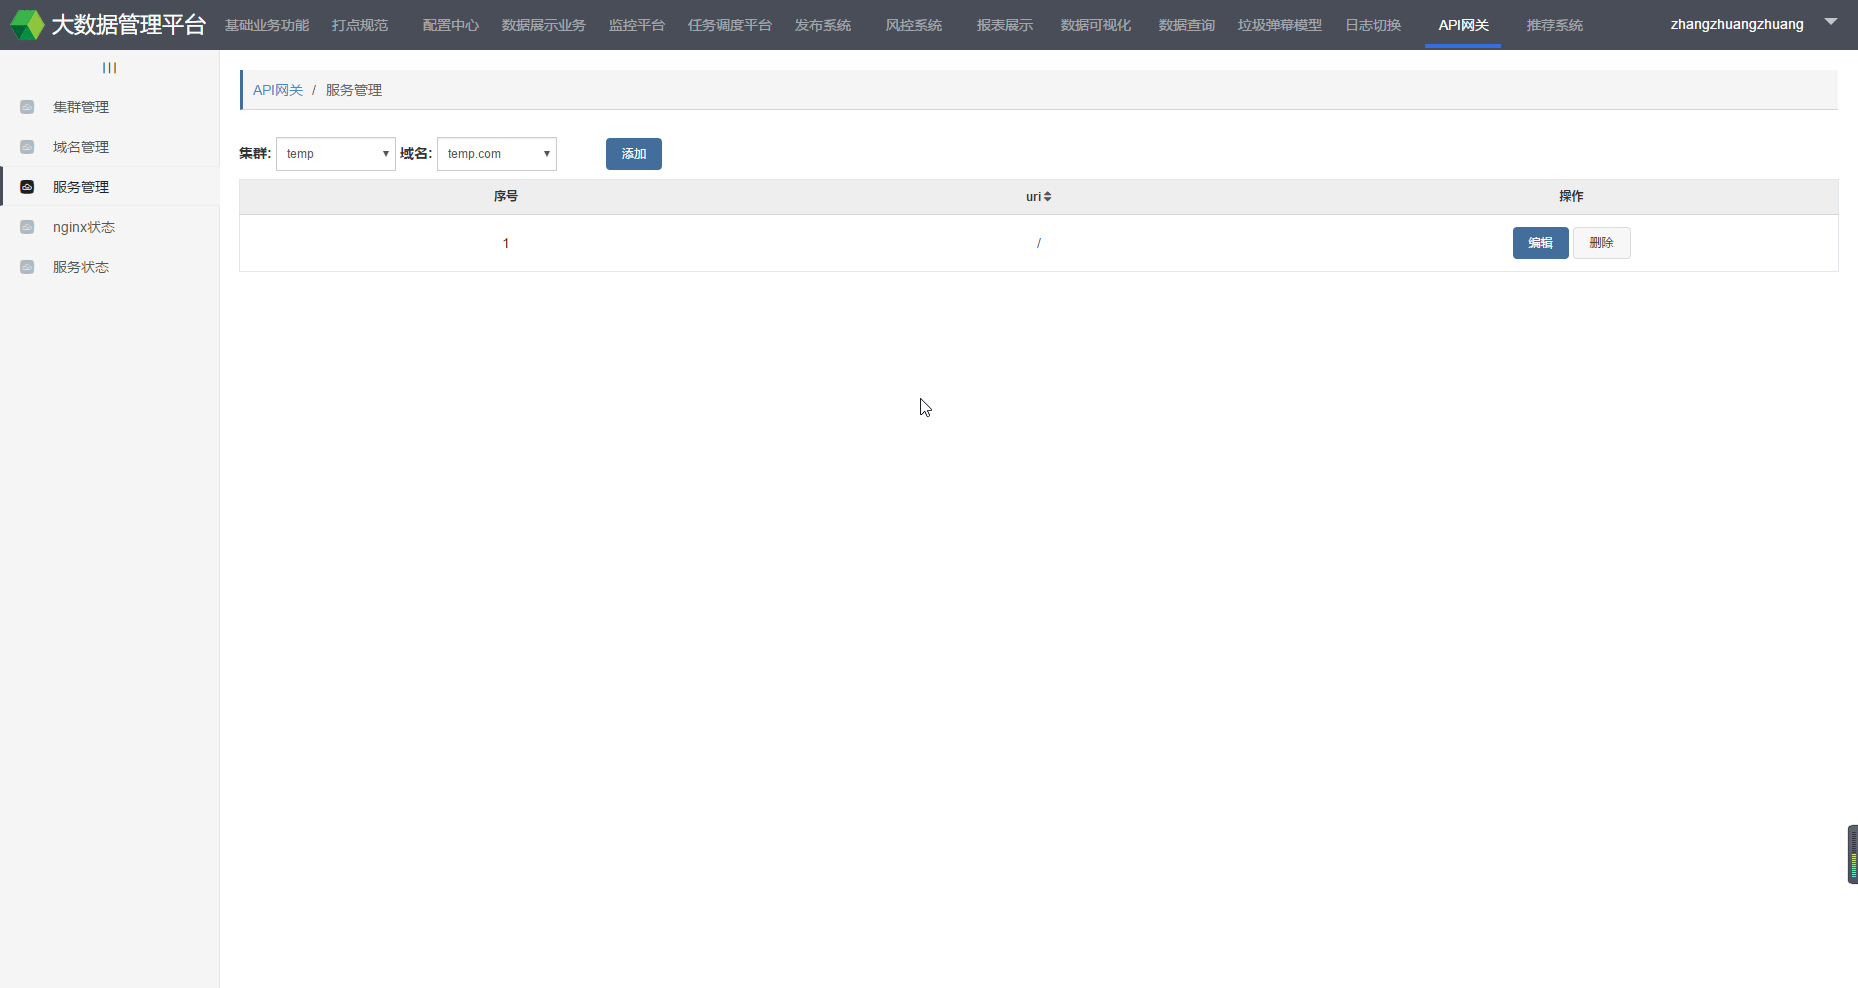 大数据管理平台 基础业务功能 打点规范 配置中心 数据展示业务 监控平台 任务调度平台 发布系统 风控系统 报表展示 数据可视化 数据查询 垃圾弹幕模型 日志切换 API网关 推荐系统 zhangzhuangzhuang
集群管理
域名管理
服务管理
nginx状态
服务状态
API网关 / 服务管理
集群: temp 域名: temp.com 添加
序号 uri 操作
1 / 编辑 删除